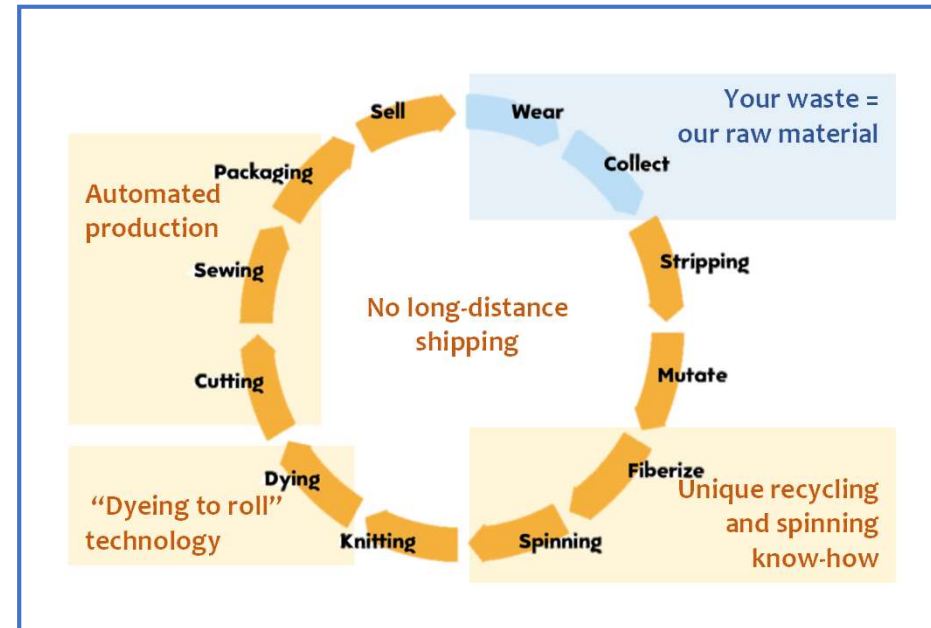 Sell
Wear
Your waste =
our raw material
Collect
Packaging
Automated
production
Stripping
Sewing
No long-distance
shipping
Mutate
Cutting
Fiberize
Unique recycling
and spinning
know-how
Dying
"Dyeing to roll"
technology
Knitting
Spinning